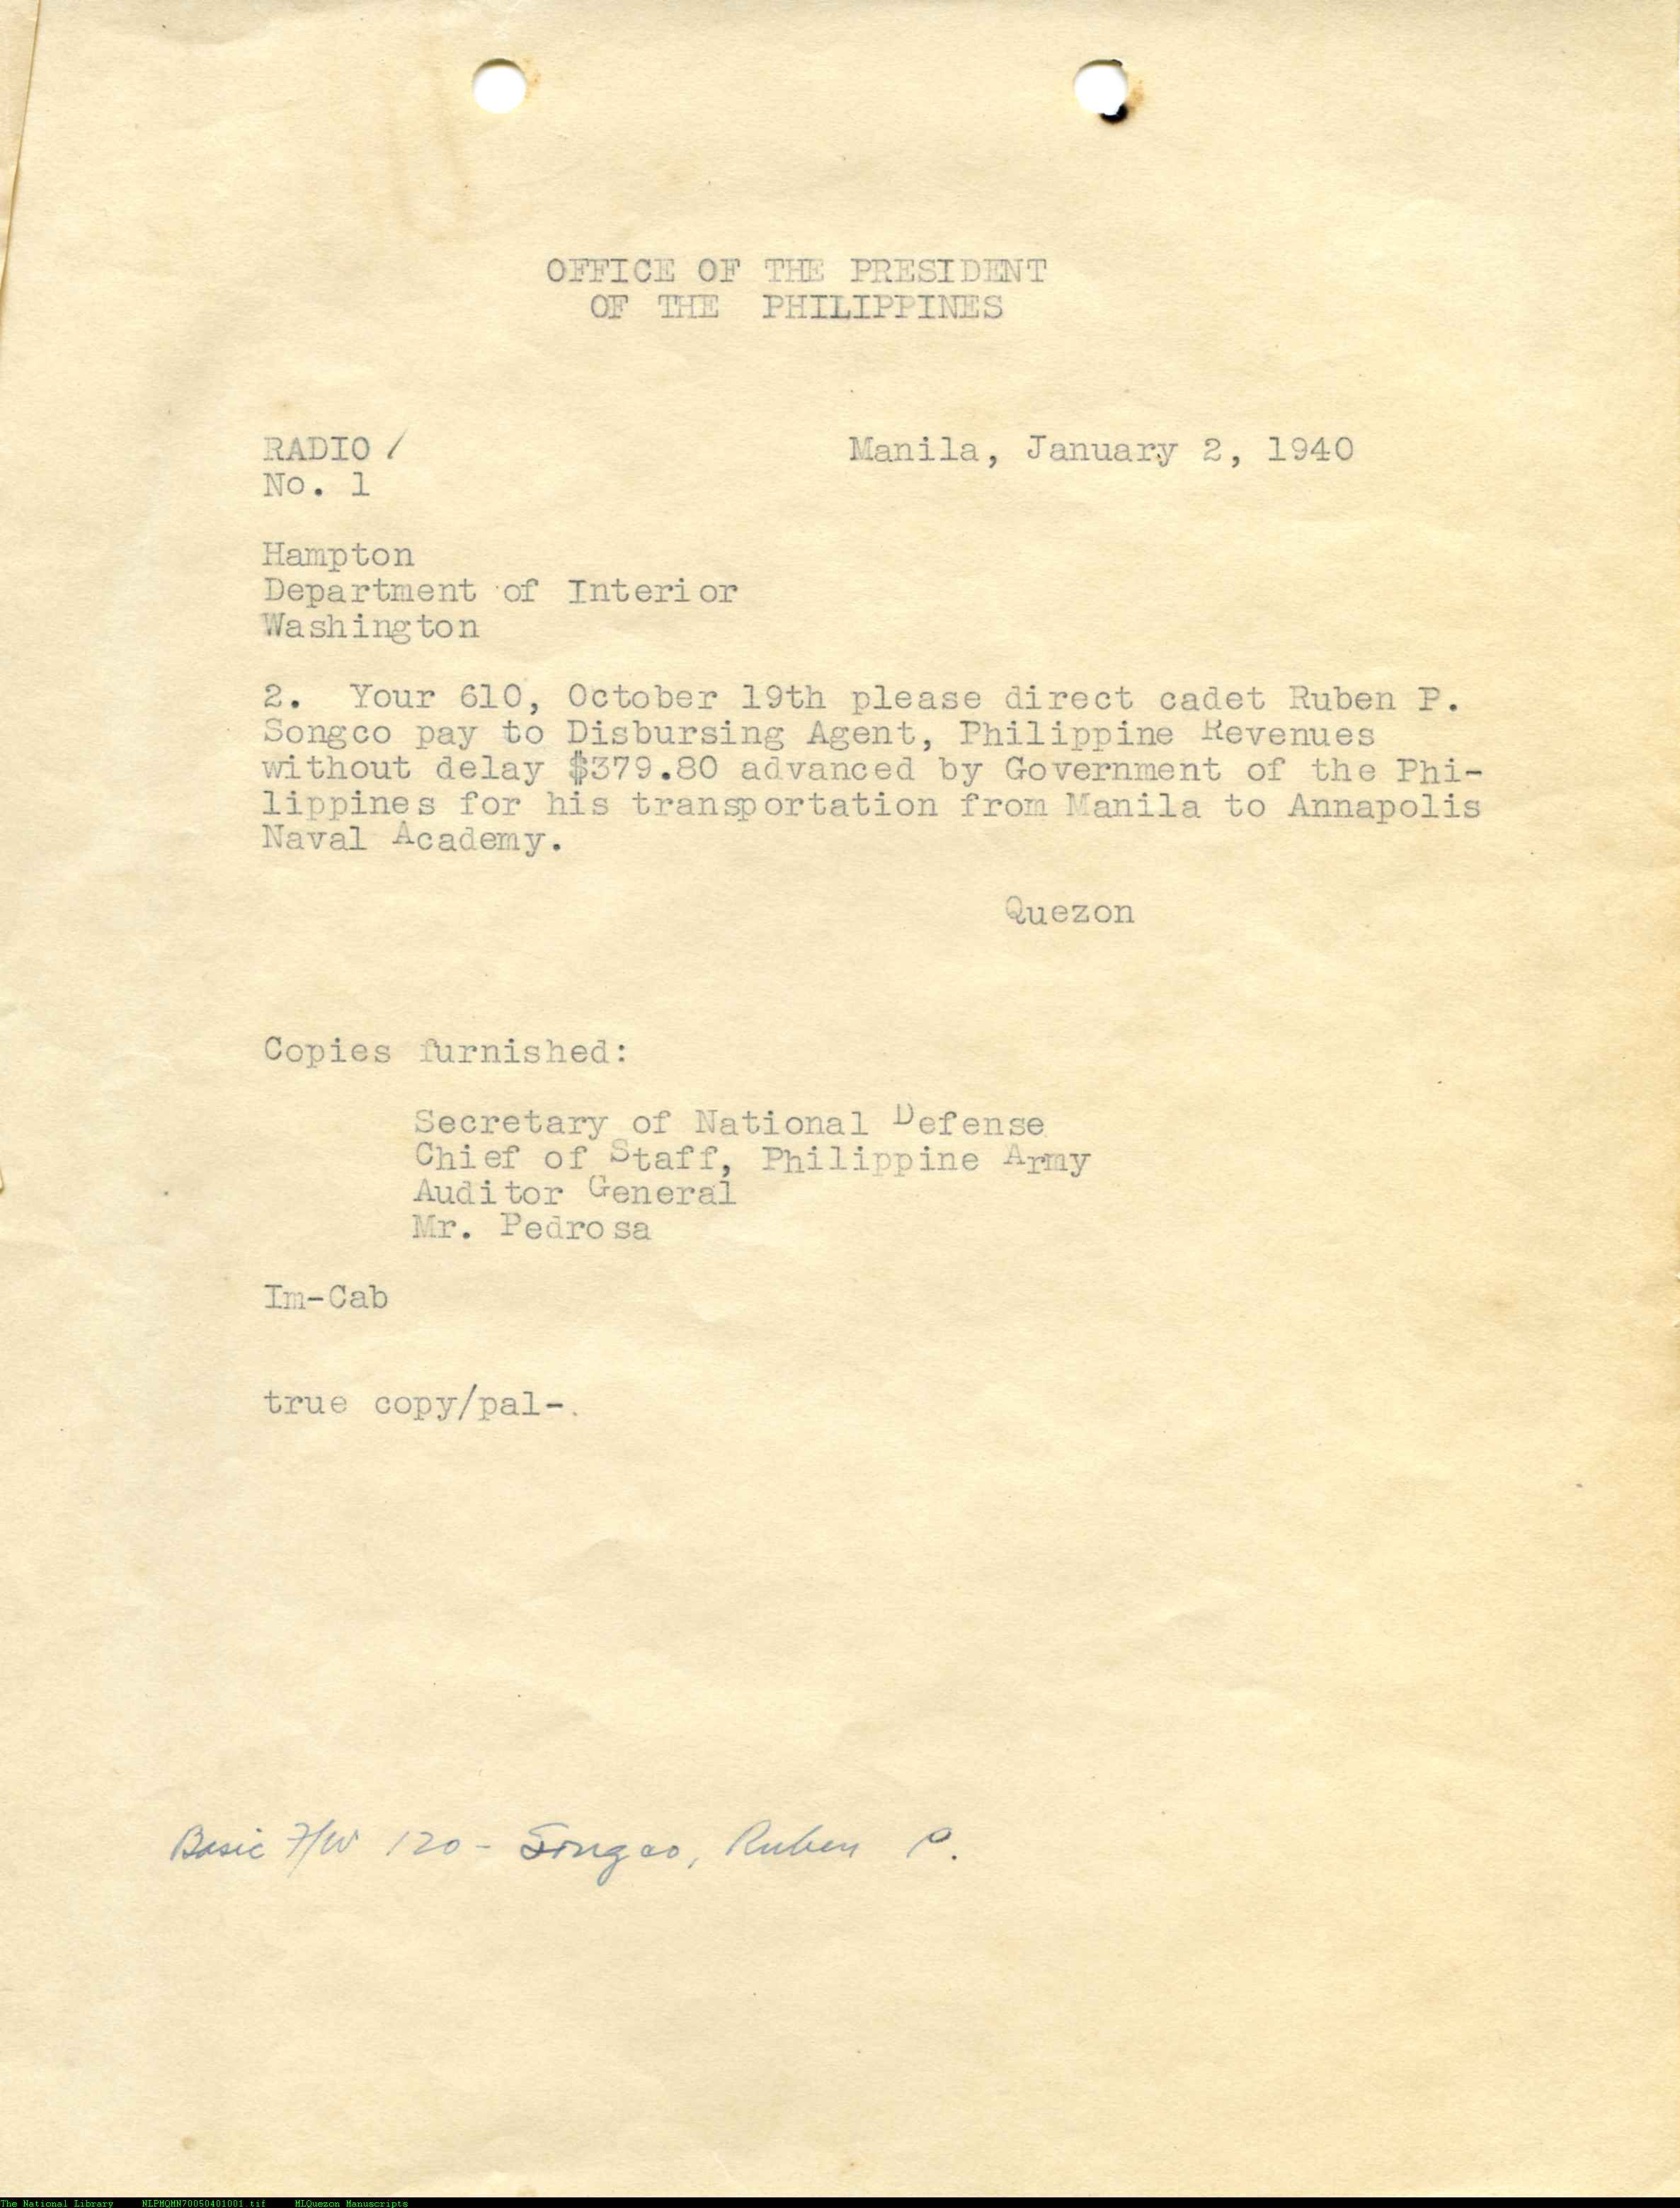 OFFICE OF THE PRESIDENT
OF THE PHILIPPINES
RADIO / Manila, January 2, 1940
No. 1
Hampton
Department of Interior
Washington
2. Your 610, October 19th please direct cadet Ruben P.
Songco pay to Disbursing Agent, Philippine Revenues
without delay $379.80 advanced by Government of the Phi-
lippines for his transportation from Manila to Annapolis
Naval Academy.
Quezon
Copies furnished:
Secretary of National Defense
Chief of Staff, Philippine Army
Auditor General
Mr. Pedrosa
Im-Cab
true copy/pal-.
Basic F/W 120 - Songco, Ruben P.
The National Library NLPMQMN70050401001.tif MLQuezon Manuscripts